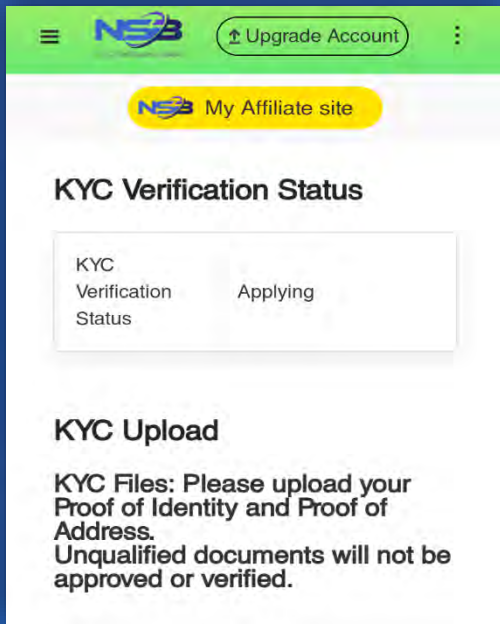 NSB
Upgrade Account
NSB My Affiliate site
KYC Verification Status
KYC
Verification
Status
Applying
KYC Upload
KYC Files: Please upload your
Proof of Identity and Proof of
Address.
Unqualified documents will not be
approved or verified.